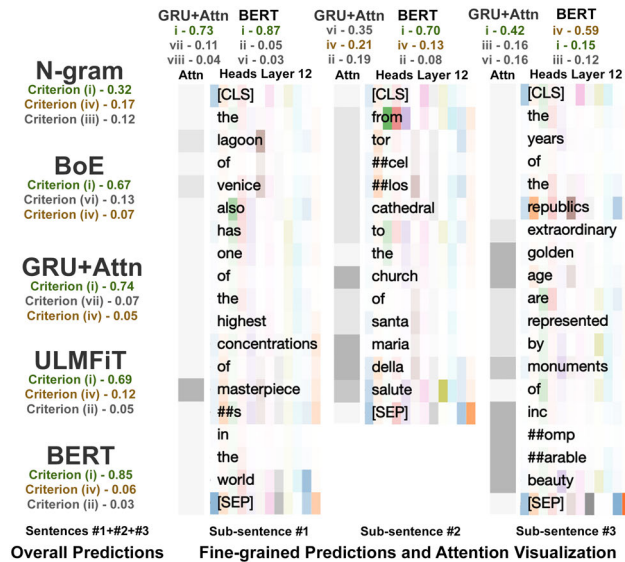 N-gram
Criterion (i) - 0.32
Criterion (iv) - 0.17
Criterion (iii) - 0.12
BoE
Criterion (i) - 0.67
Criterion (vi) - 0.13
Criterion (iv) - 0.07
GRU+Attn
Criterion (i) - 0.74
Criterion (vii) - 0.07
Criterion (iv) - 0.05
ULMFiT
Criterion (i) - 0.69
Criterion (iv) - 0.12
Criterion (ii) - 0.05
BERT
Criterion (i) - 0.85
Criterion (iv) - 0.06
Criterion (ii) - 0.03
Sentences #1+#2+#3
Overall Predictions
GRU+Attn BERT
i - 0.73 i - 0.87
vii - 0.11 ii - 0.05
viii - 0.04 vi - 0.03
Attn Heads Layer 12
[CLS]
the
lagoon
of
venice
also
has
one
of
the
highest
concentrations
of
masterpiece
##s
in
the
world
[SEP]
Sub-sentence #1
GRU+Attn BERT
vi - 0.35 i - 0.70
iv - 0.21 iv - 0.13
ii - 0.19 ii - 0.08
Attn Heads Layer 12
[CLS]
from
tor
##cel
##los
cathedral
to
the
church
of
santa
maria
della
salute
[SEP]
Sub-sentence #2
GRU+Attn BERT
i - 0.42 iv - 0.59
iii - 0.16 i - 0.15
vi - 0.16 iii - 0.12
Attn Heads Layer 12
[CLS]
the
years
of
the
republics
extraordinary
golden
age
are
represented
by
monuments
of
inc
##omp
##arable
beauty
[SEP]
Sub-sentence #3
Fine-grained Predictions and Attention Visualization